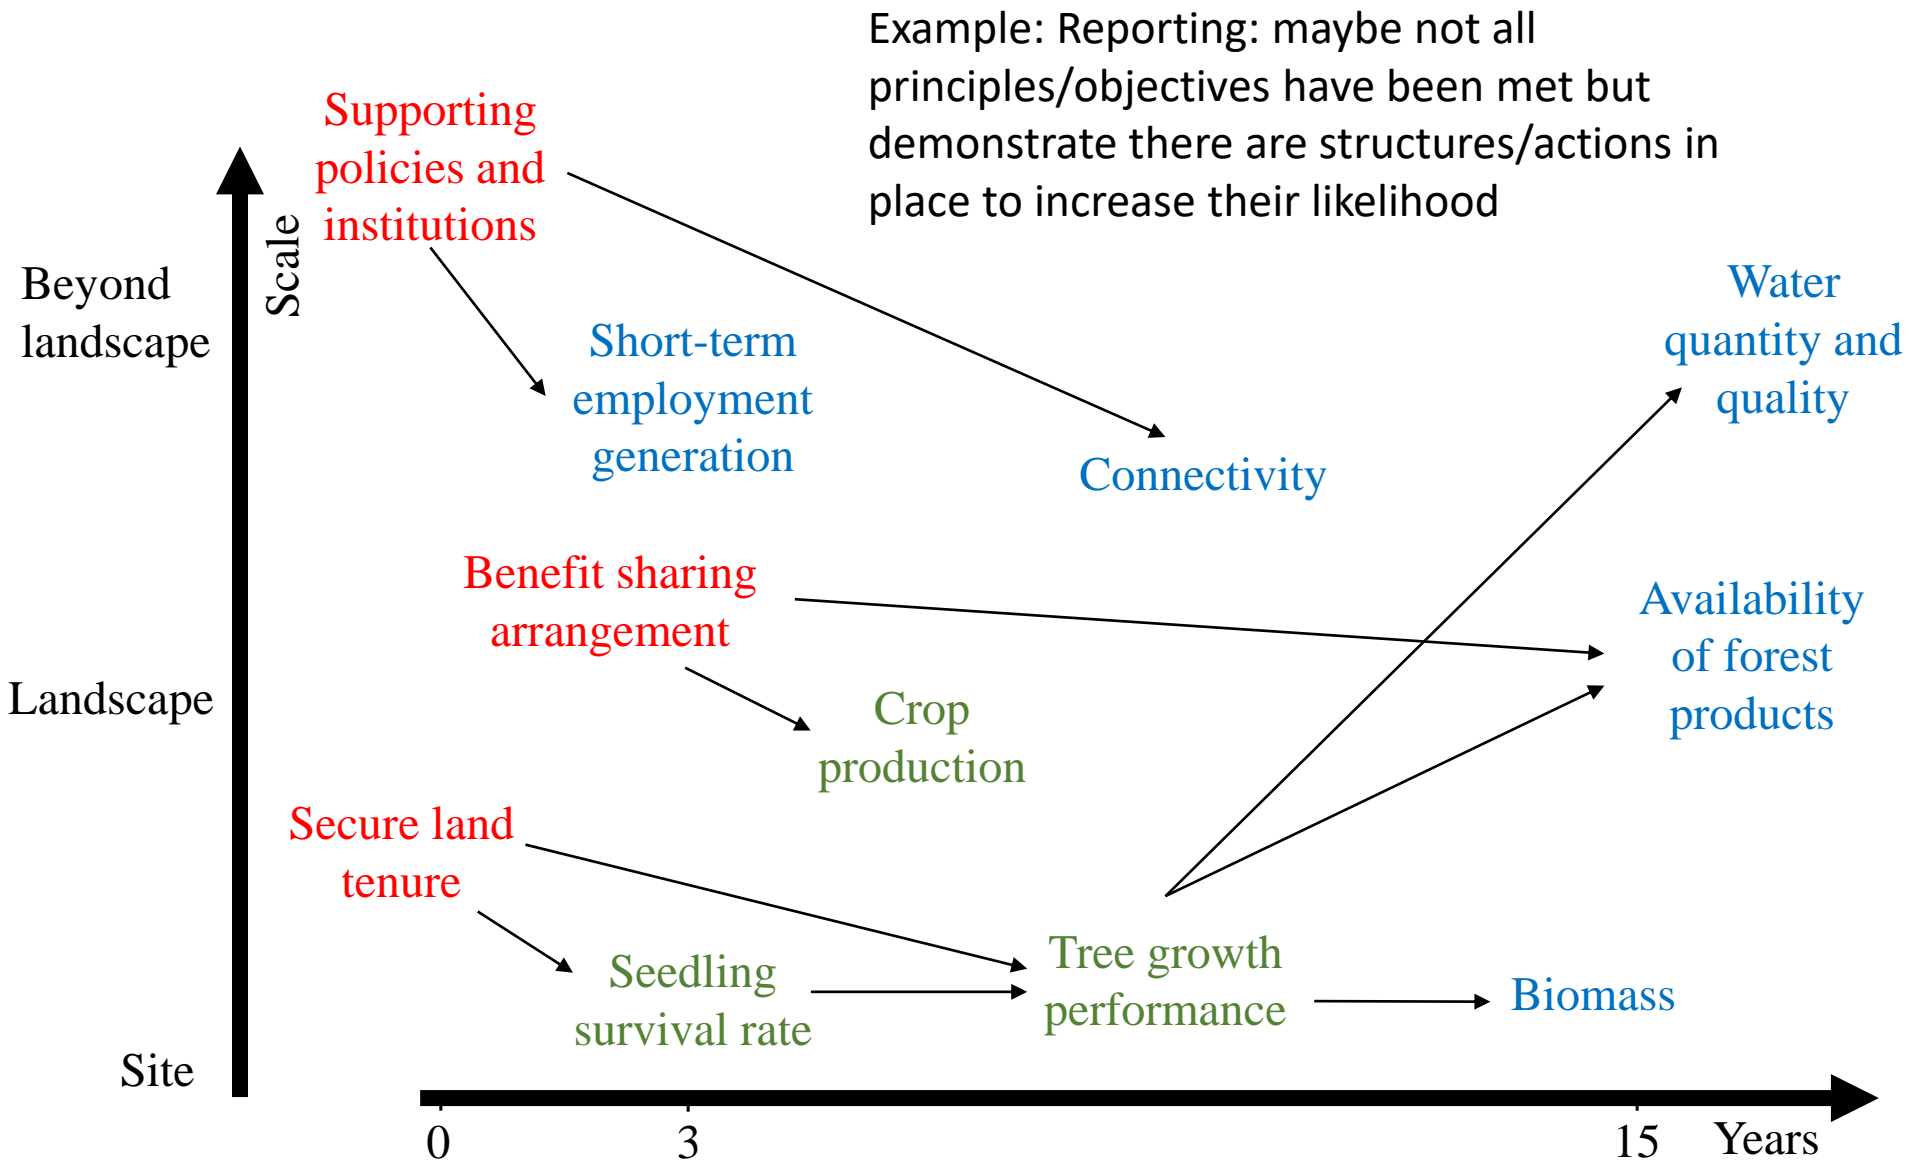 Example: Reporting: maybe not all
principles/objectives have been met but
demonstrate there are structures/actions in
place to increase their likelihood
Supporting
policies and
institutions
Scale
Beyond
landscape
Short-term
employment
generation
Connectivity
Water
quantity and
quality
Benefit sharing
arrangement
Availability
of forest
products
Landscape
Crop
production
Secure land
tenure
Seedling
survival rate
Tree growth
performance
Biomass
Site
0
3
15
Years